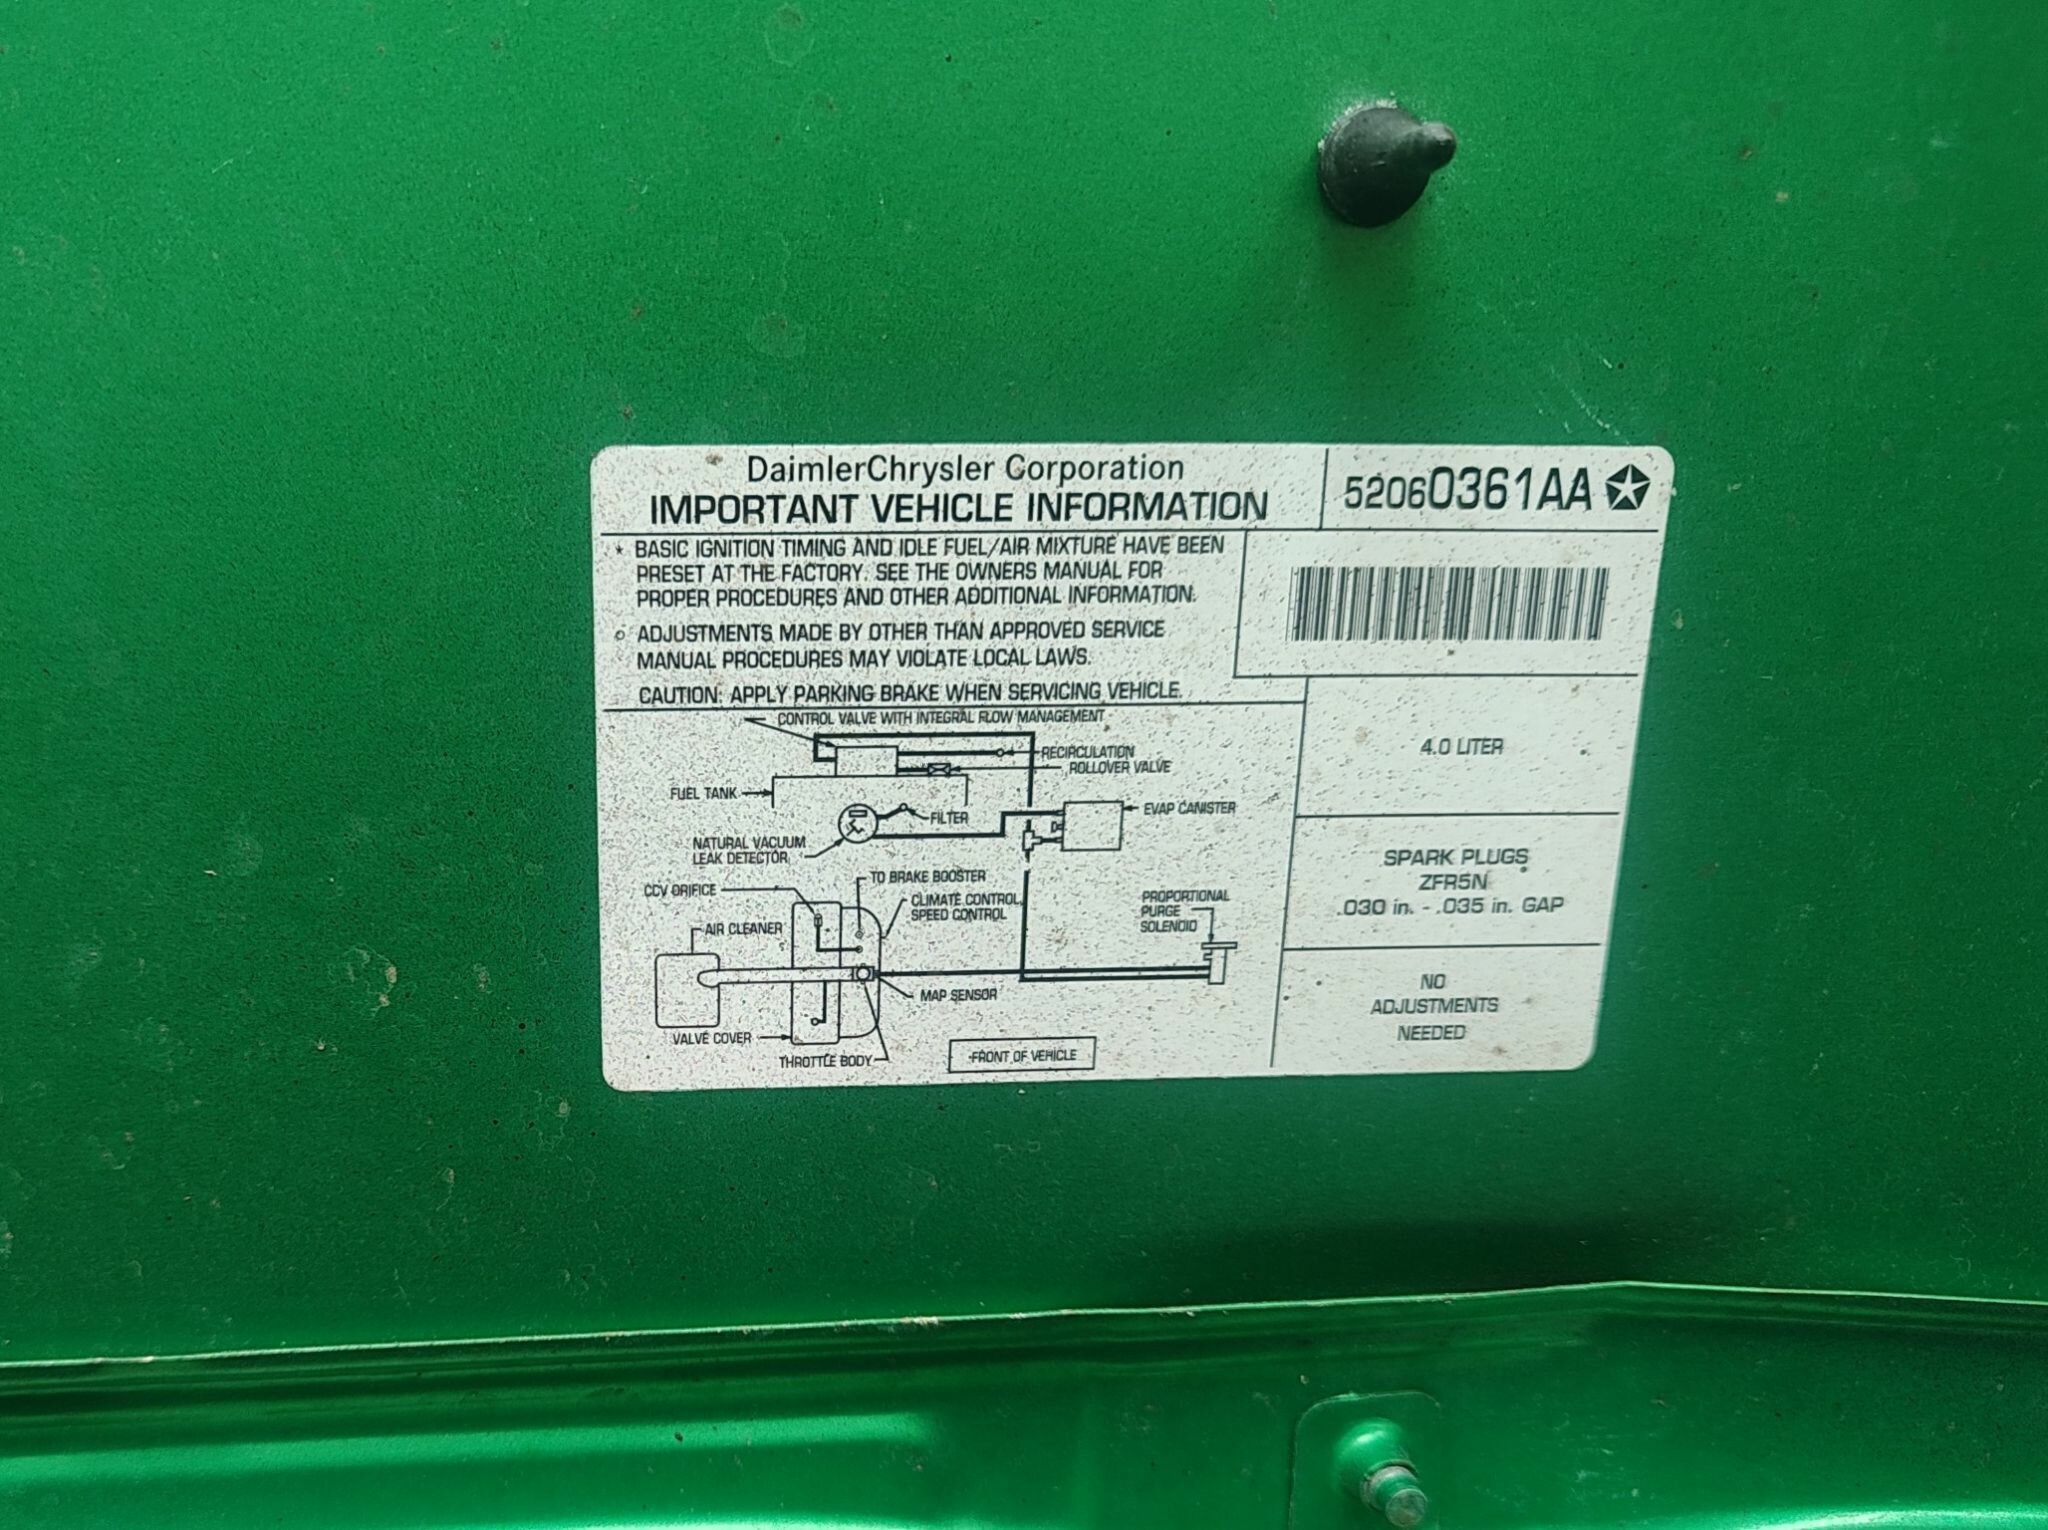 DaimlerChrysler Corporation
IMPORTANT VEHICLE INFORMATION
52060361AA
* BASIC IGNITION TIMING AND IDLE FUEL/AIR MIXTURE HAVE BEEN
PRESET AT THE FACTORY. SEE THE OWNERS MANUAL FOR
PROPER PROCEDURES AND OTHER ADDITIONAL INFORMATION.
o ADJUSTMENTS MADE BY OTHER THAN APPROVED SERVICE
MANUAL PROCEDURES MAY VIOLATE LOCAL LAWS.
CAUTION: APPLY PARKING BRAKE WHEN SERVICING VEHICLE.
CONTROL VALVE WITH INTEGRAL FLOW MANAGEMENT
RECIRCULATION
ROLLOVER VALVE
FUEL TANK
FILTER
EVAP CANISTER
NATURAL VACUUM
LEAK DETECTOR
TO BRAKE BOOSTER
CCV ORIFICE
CLIMATE CONTROL,
SPEED CONTROL
PROPORTIONAL
PURGE
SOLENOID
AIR CLEANER
MAP SENSOR
VALVE COVER
THROTTLE BODY
FRONT OF VEHICLE
4.0 LITER
SPARK PLUGS
ZFR5N
.030 in. - .035 in. GAP
NO
ADJUSTMENTS
NEEDED